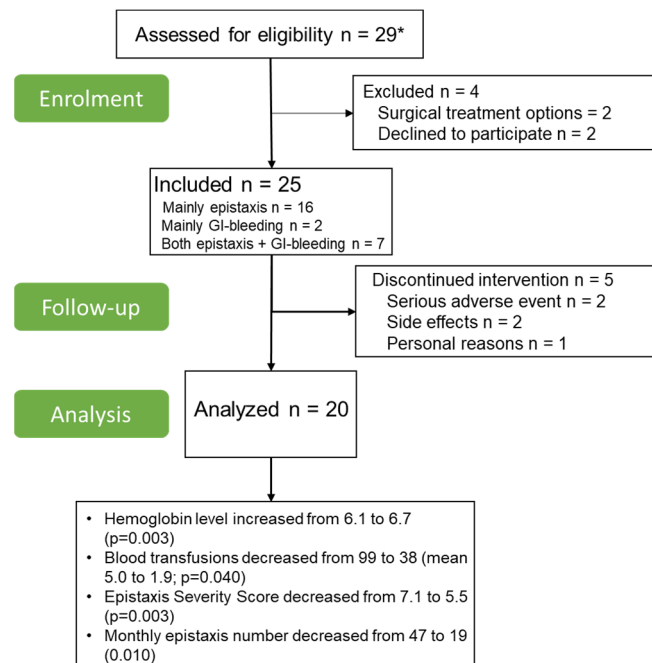 Assessed for eligibility n = 29*
Enrolment
Excluded n = 4
Surgical treatment options = 2
Declined to participate n = 2
Included n = 25
Mainly epistaxis n = 16
Mainly GI-bleeding n = 2
Both epistaxis + GI-bleeding n = 7
Follow-up
Discontinued intervention n = 5
Serious adverse event n = 2
Side effects n = 2
Personal reasons n = 1
Analysis
Analyzed n = 20
• Hemoglobin level increased from 6.1 to 6.7
(p=0.003)
• Blood transfusions decreased from 99 to 38 (mean
5.0 to 1.9; p=0.040)
• Epistaxis Severity Score decreased from 7.1 to 5.5
(p=0.003)
• Monthly epistaxis number decreased from 47 to 19
(0.010)